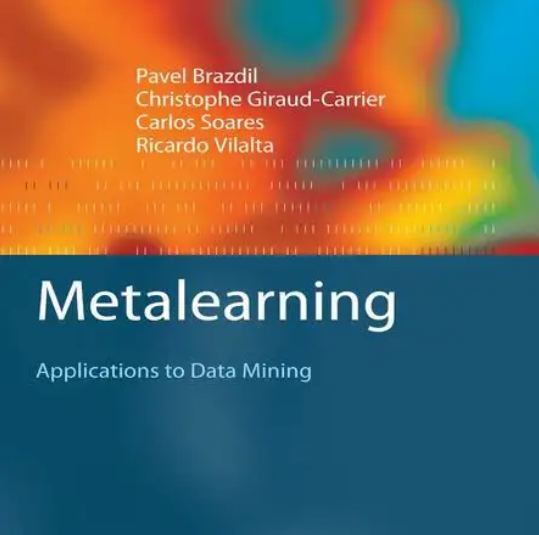 Pavel Brazdil
Christophe Giraud-Carrier
Carlos Soares
Ricardo Vilalta
Metalearning
Applications to Data Mining